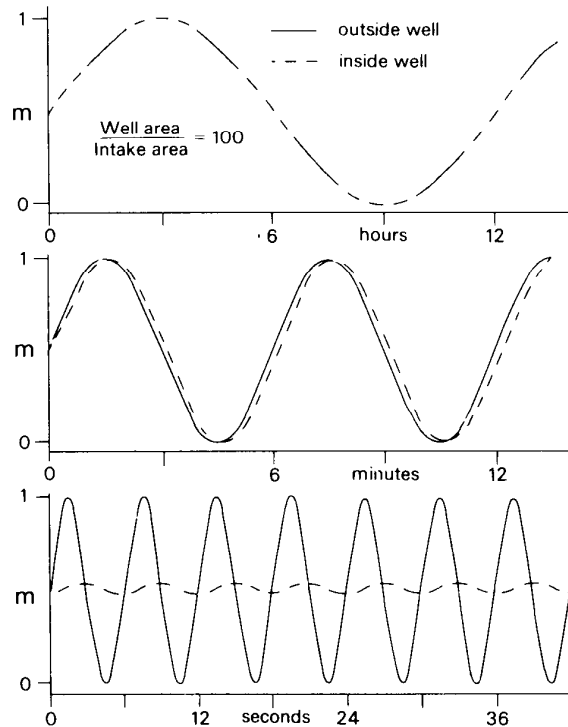 1
m
0
outside well
inside well
Well area
Intake area
= 100
0 6 hours 12
1
m
0
0 6 minutes 12
1
m
0
0 12 seconds 24 36